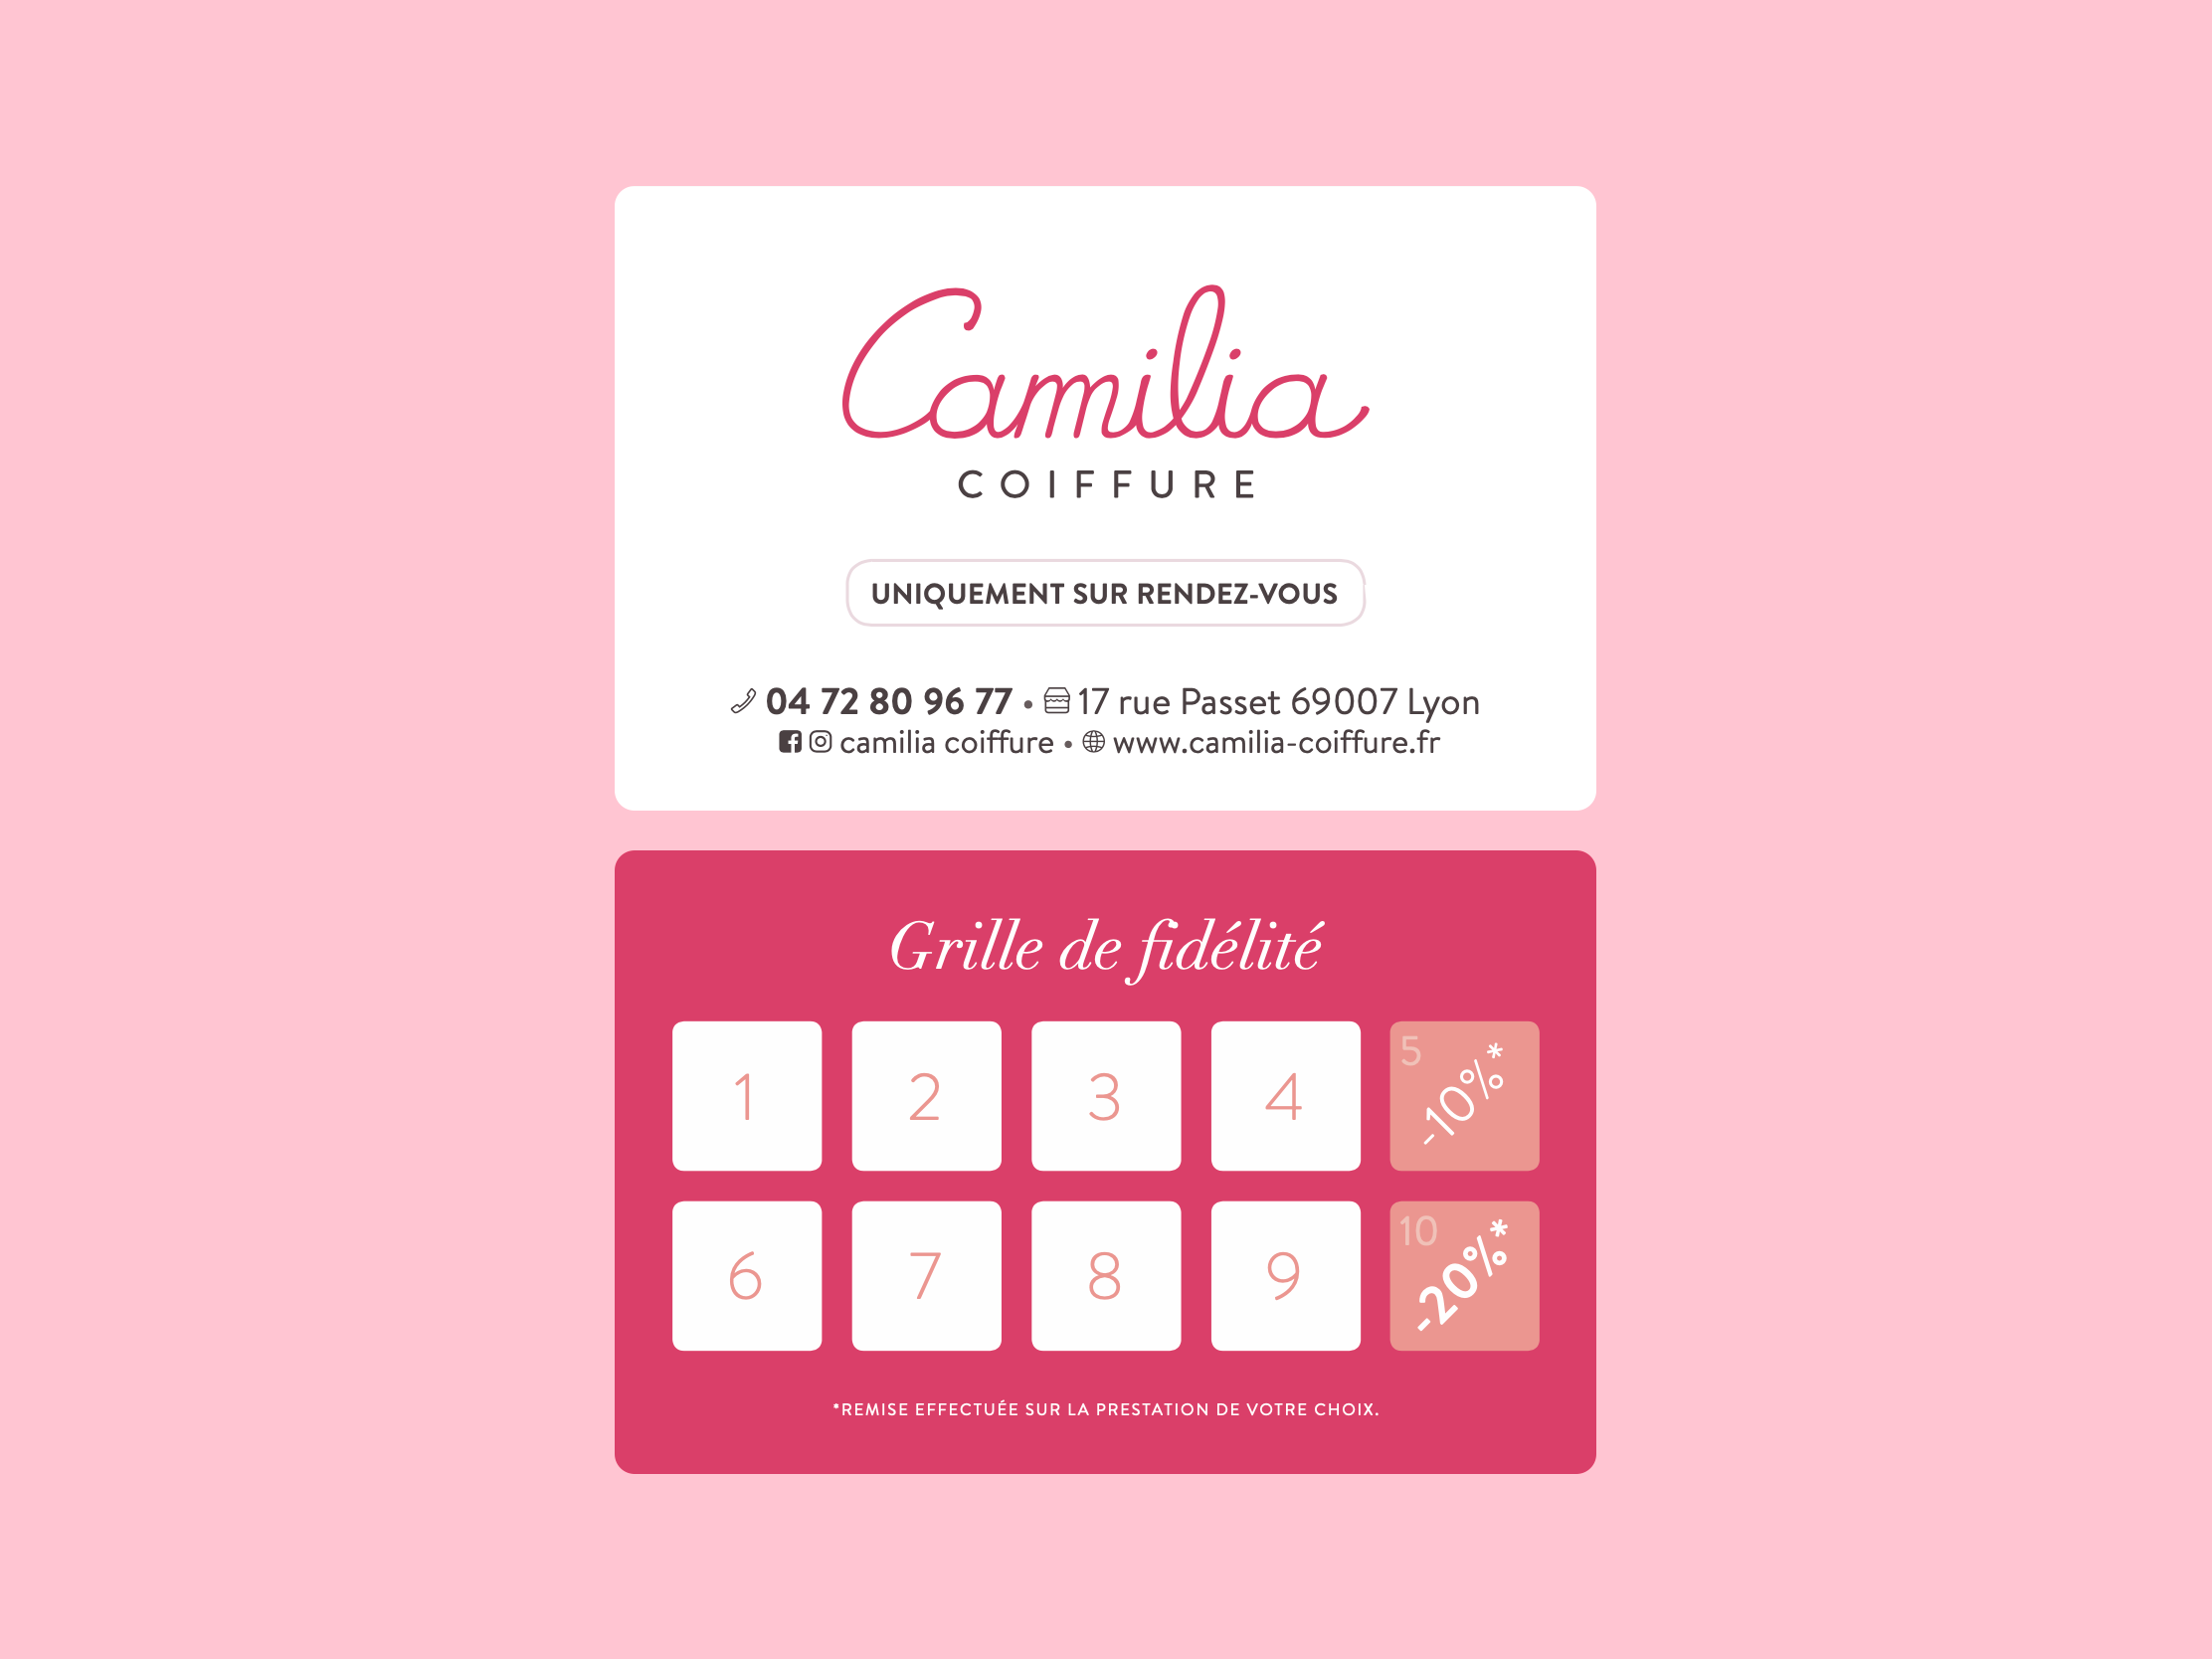 Camilia
COIFFURE
UNIQUEMENT SUR RENDEZ-VOUS
04 72 80 96 77 • 17 rue Passet 69007 Lyon
camilia coiffure • www.camilia-coiffure.fr
Grille de fidélité
1 2 3 4 5 -10%*
6 7 8 9 10 -20%*
*REMISE EFFECTUÉE SUR LA PRESTATION DE VOTRE CHOIX.